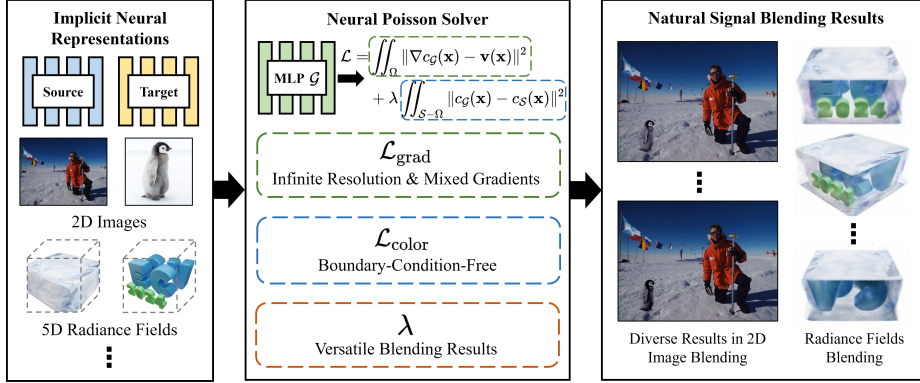 Implicit Neural
Representations
Source
Target
2D Images
5D Radiance Fields
Neural Poisson Solver
MLP 𝒢
ℒ = ∬_Ω ‖∇c_𝒢(𝐱) − 𝐯(𝐱)‖²
+ λ ∬_{𝒮−Ω} ‖c_𝒢(𝐱) − c_𝒮(𝐱)‖²
ℒ_grad
Infinite Resolution & Mixed Gradients
ℒ_color
Boundary-Condition-Free
λ
Versatile Blending Results
Natural Signal Blending Results
2024
Diverse Results in 2D
Image Blending
Radiance Fields
Blending